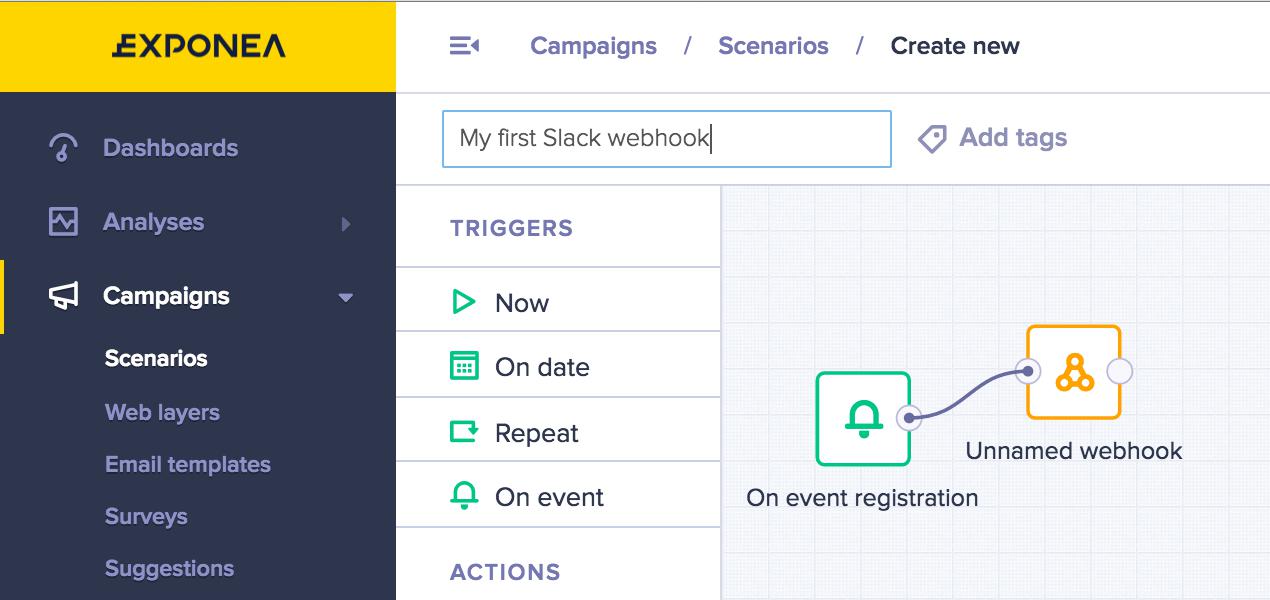 EXPONEA
Campaigns / Scenarios / Create new
My first Slack webhook
Add tags
Dashboards
Analyses
Campaigns
Scenarios
Web layers
Email templates
Surveys
Suggestions
TRIGGERS
Now
On date
Repeat
On event
ACTIONS
Unnamed webhook
On event registration